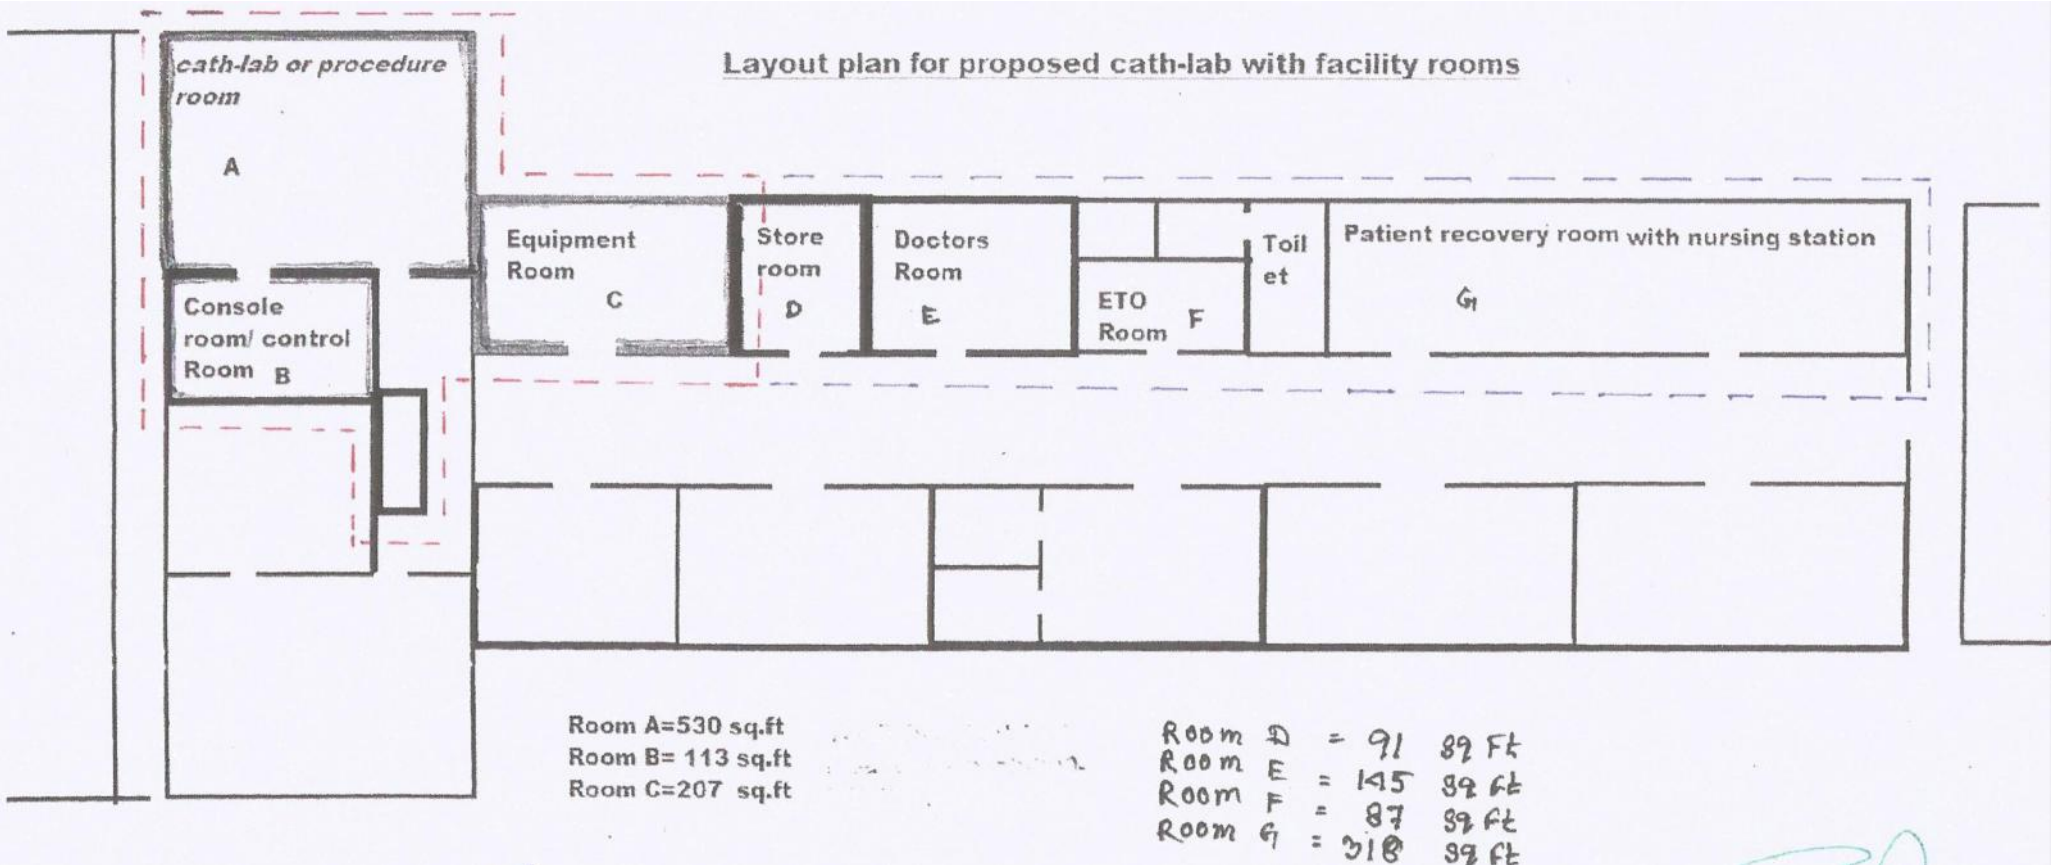 Layout plan for proposed cath-lab with facility rooms
cath-lab or procedure
room
A
Console
room/ control
Room B
Equipment
Room
C
Store
room
D
Doctors
Room
E
ETO
Room F
Toil
et
Patient recovery room with nursing station
G
Room A=530 sq.ft
Room B= 113 sq.ft
Room C=207 sq.ft
Room D = 91 sq Ft
Room E = 145 sq ft
Room F = 87 sq ft
Room G = 318 sq ft